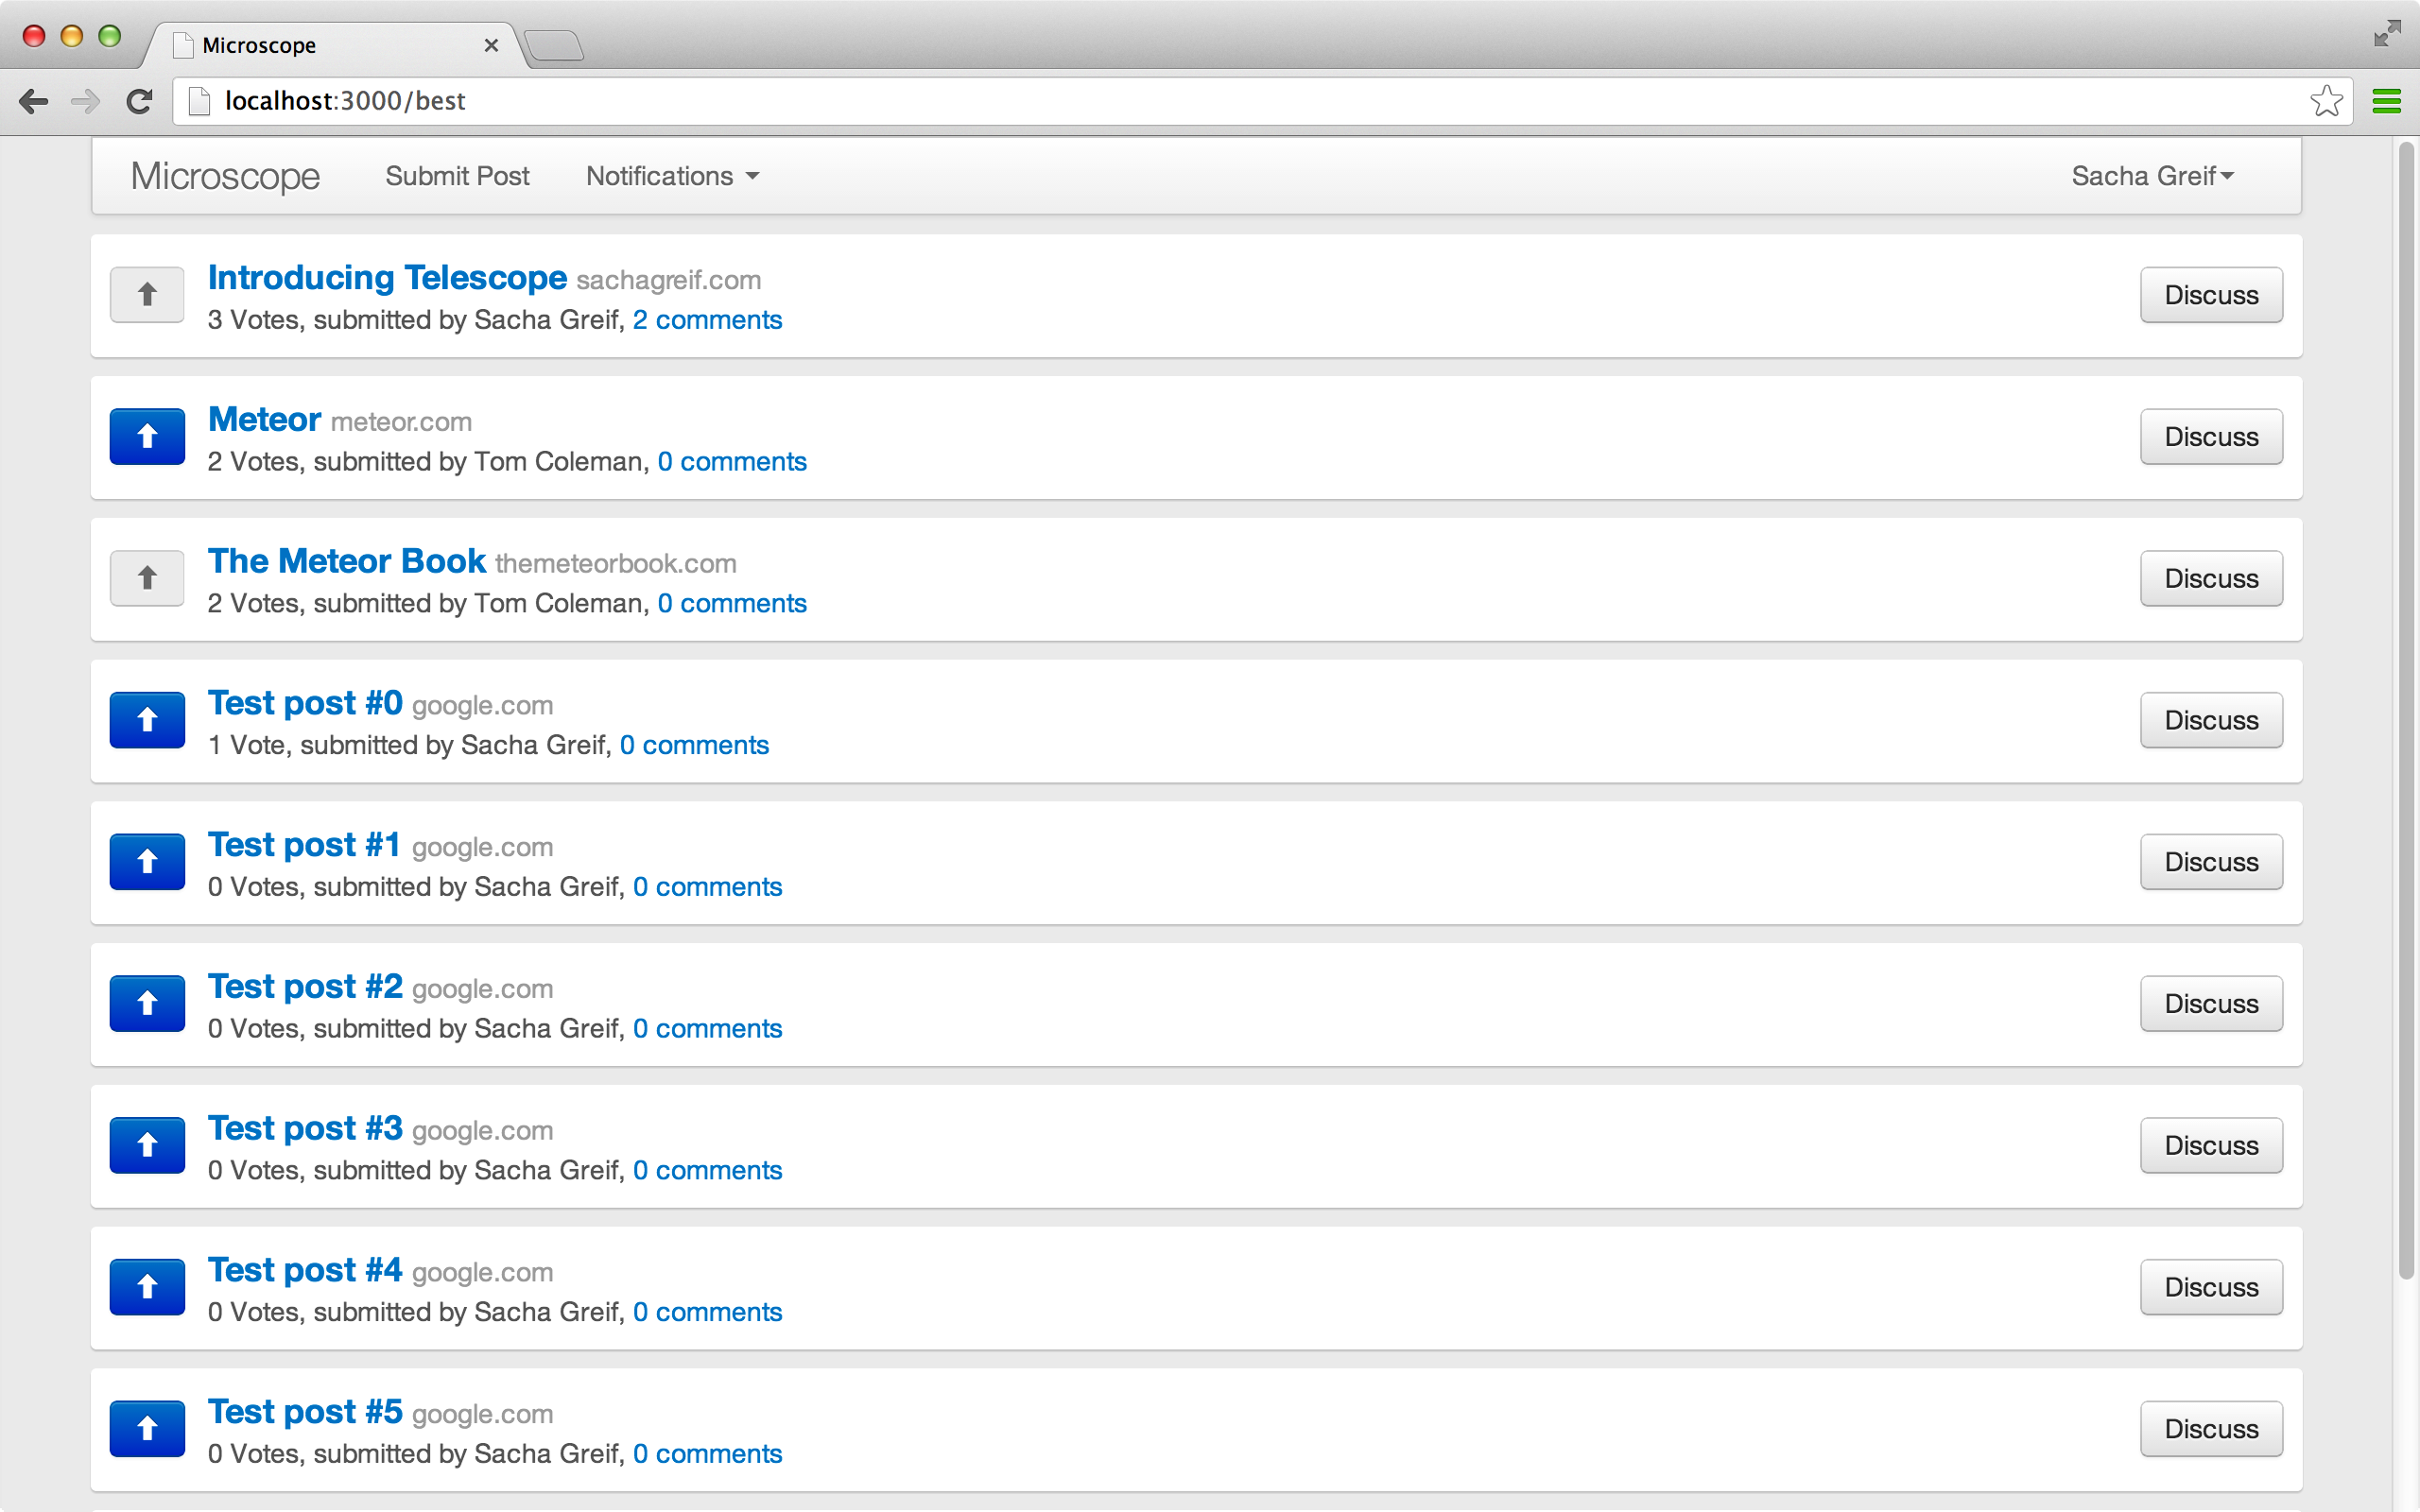 Microscope
localhost:3000/best
Microscope Submit Post Notifications Sacha Greif
Introducing Telescope sachagreif.com
3 Votes, submitted by Sacha Greif, 2 comments
Discuss
Meteor meteor.com
2 Votes, submitted by Tom Coleman, 0 comments
Discuss
The Meteor Book themeteorbook.com
2 Votes, submitted by Tom Coleman, 0 comments
Discuss
Test post #0 google.com
1 Vote, submitted by Sacha Greif, 0 comments
Discuss
Test post #1 google.com
0 Votes, submitted by Sacha Greif, 0 comments
Discuss
Test post #2 google.com
0 Votes, submitted by Sacha Greif, 0 comments
Discuss
Test post #3 google.com
0 Votes, submitted by Sacha Greif, 0 comments
Discuss
Test post #4 google.com
0 Votes, submitted by Sacha Greif, 0 comments
Discuss
Test post #5 google.com
0 Votes, submitted by Sacha Greif, 0 comments
Discuss